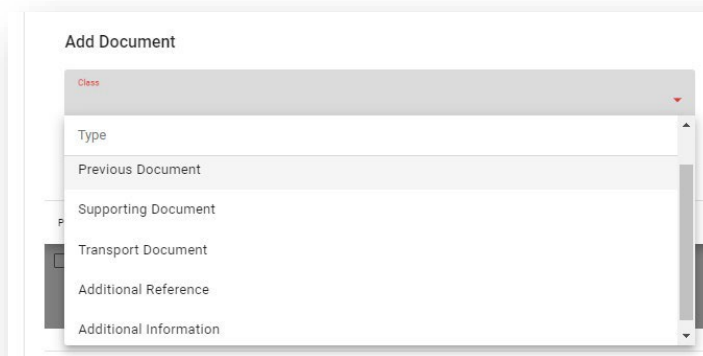 Add Document
Class
Type
Previous Document
Supporting Document
P
Transport Document
Additional Reference
Additional Information